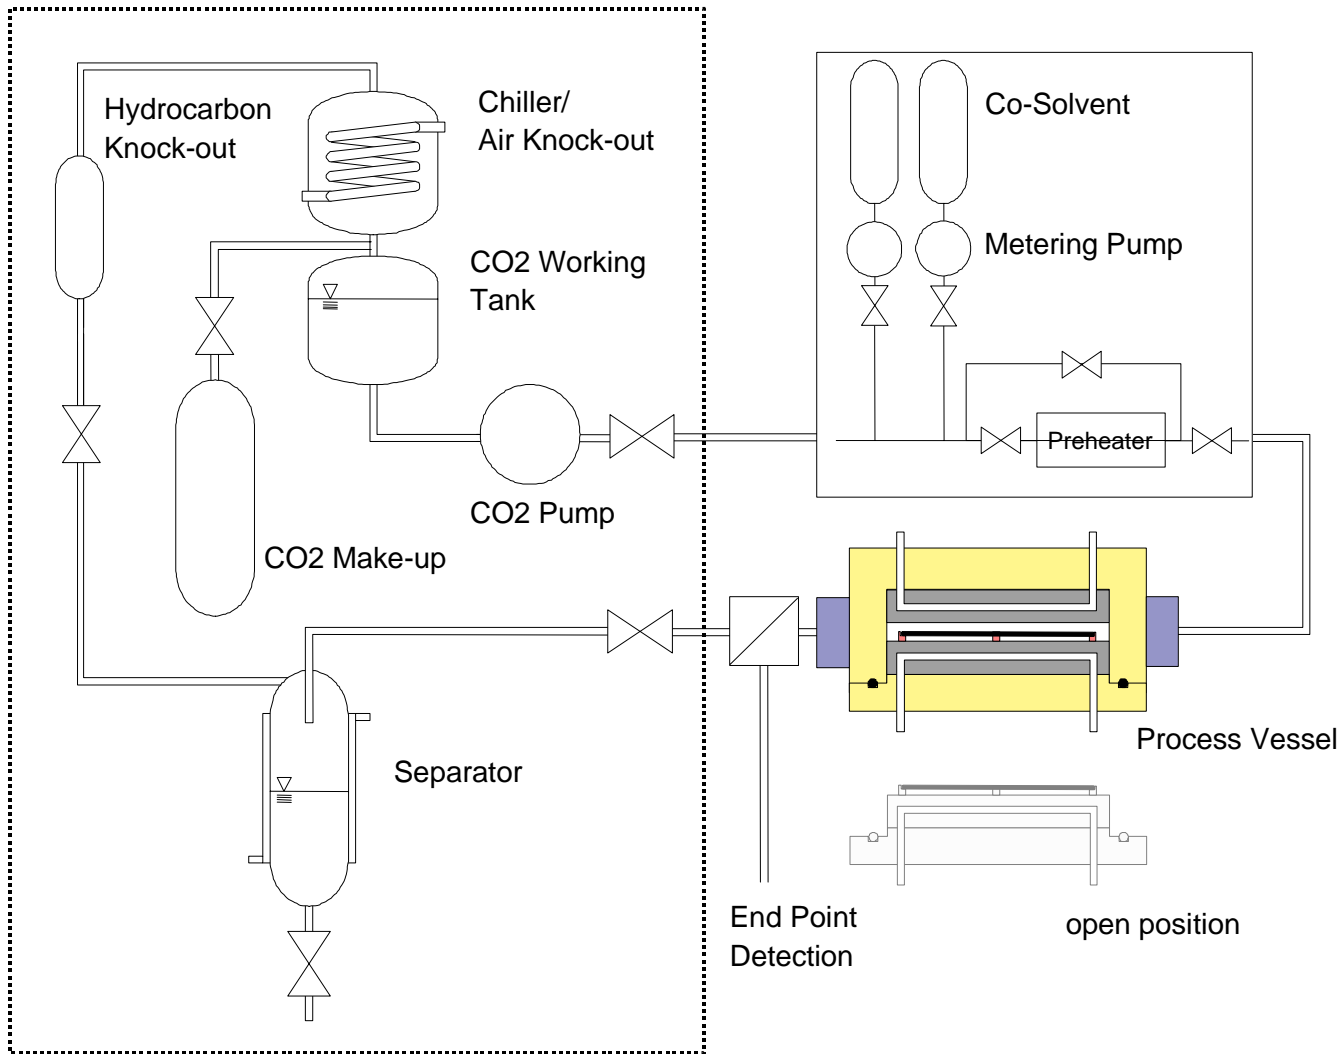 Hydrocarbon
Knock-out
Chiller/
Air Knock-out
Co-Solvent
Metering Pump
CO2 Working
Tank
Preheater
CO2 Pump
CO2 Make-up
Process Vessel
Separator
End Point
Detection
open position